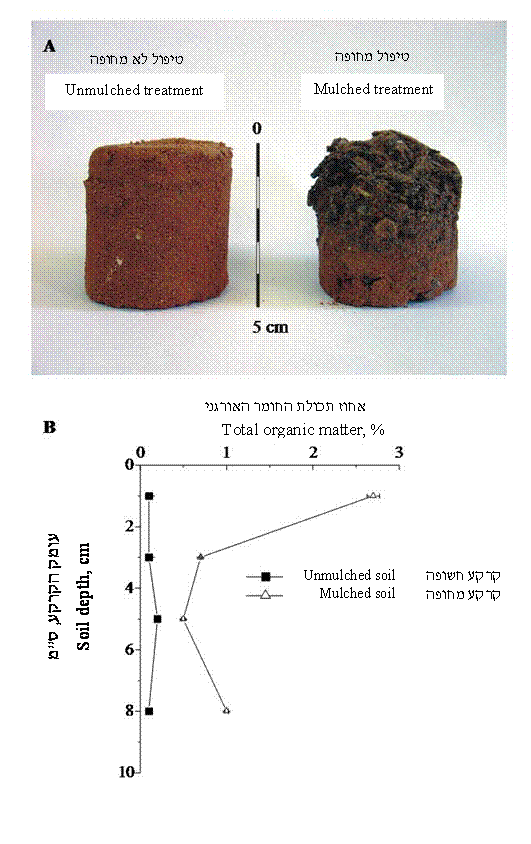 A
טיפול לא מחופה
טיפול מחופה
Unmulched treatment
Mulched treatment
0
5 cm
B
אחוז תכולת החומר האורגני
Total organic matter, %
0 1 2 3
0
2
4
6
8
10
עומק הקרקע, ס"מ
Soil depth, cm
Unmulched soil קרקע חשופה
Mulched soil קרקע מחופה